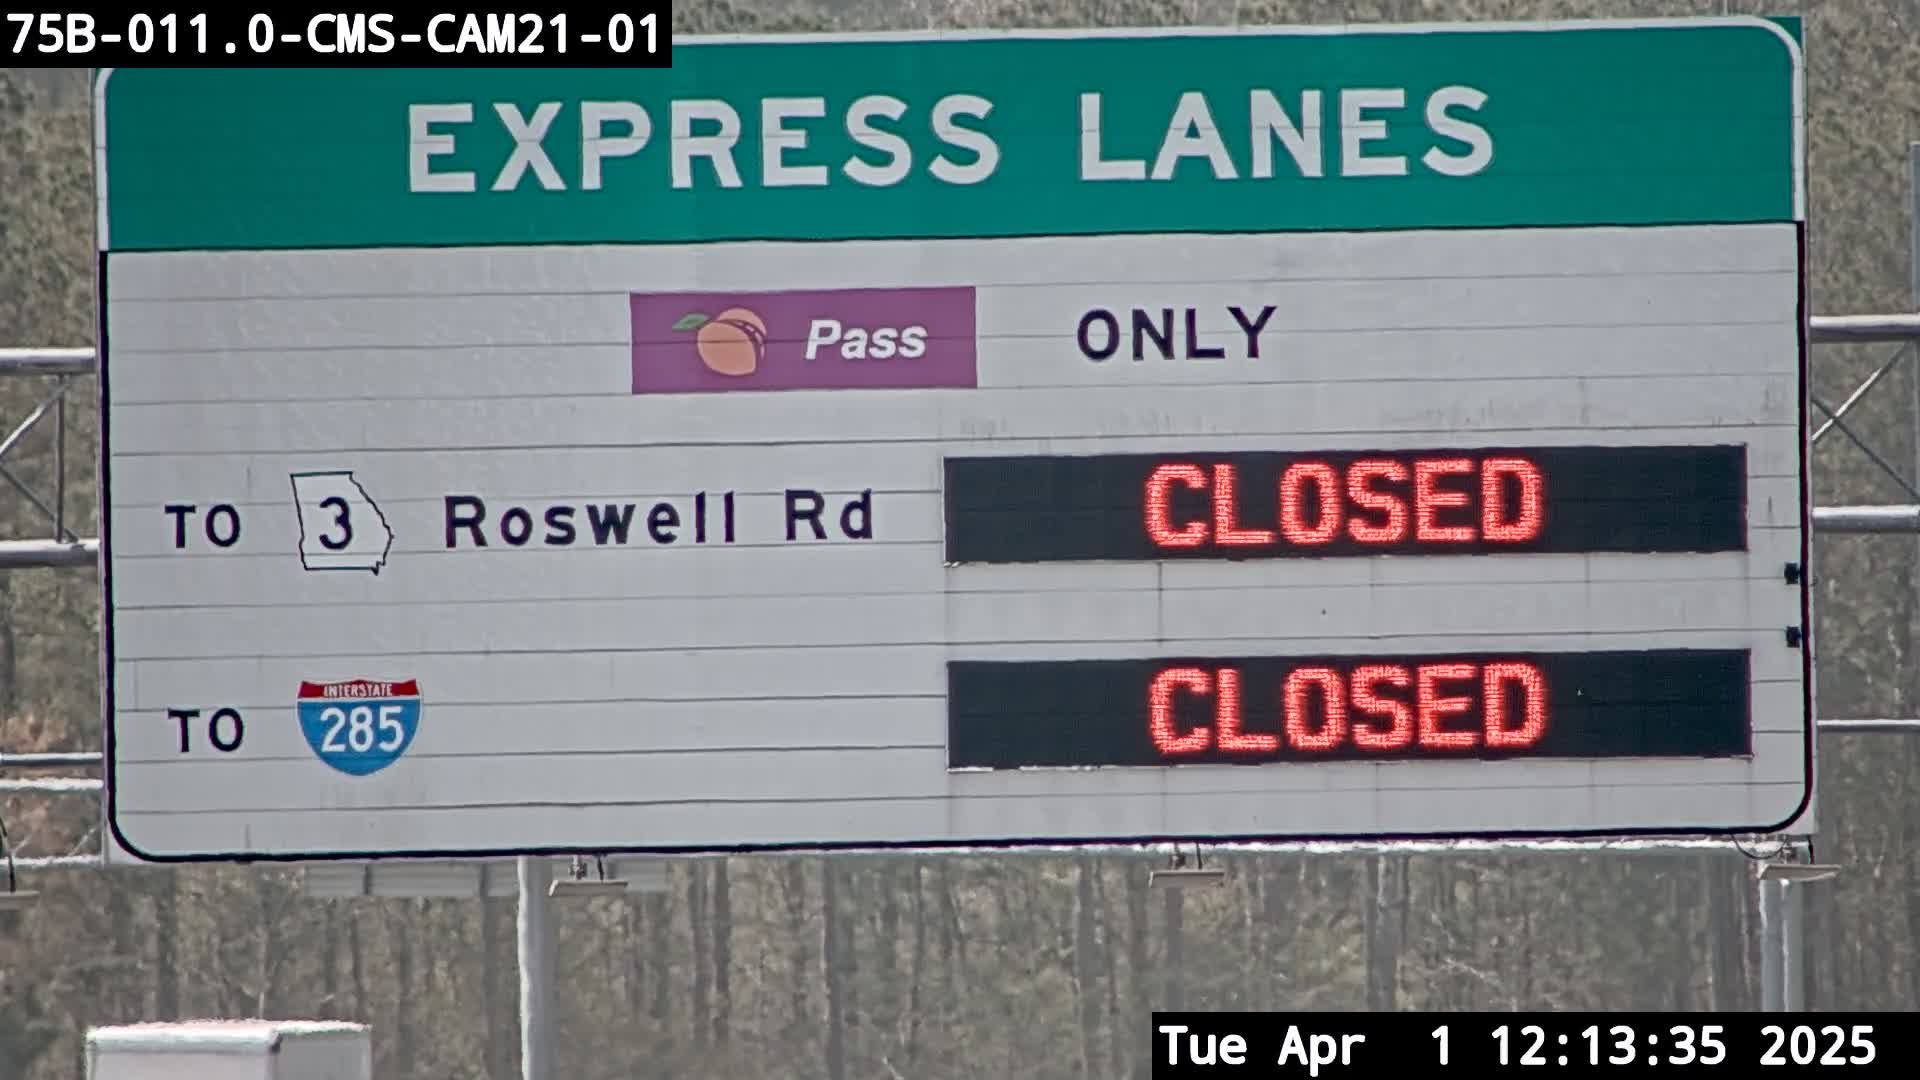 75B-011.0-CMS-CAM21-01
EXPRESS LANES
Pass ONLY
TO 3 Roswell Rd CLOSED
TO INTERSTATE 285 CLOSED
Tue Apr 1 12:13:35 2025